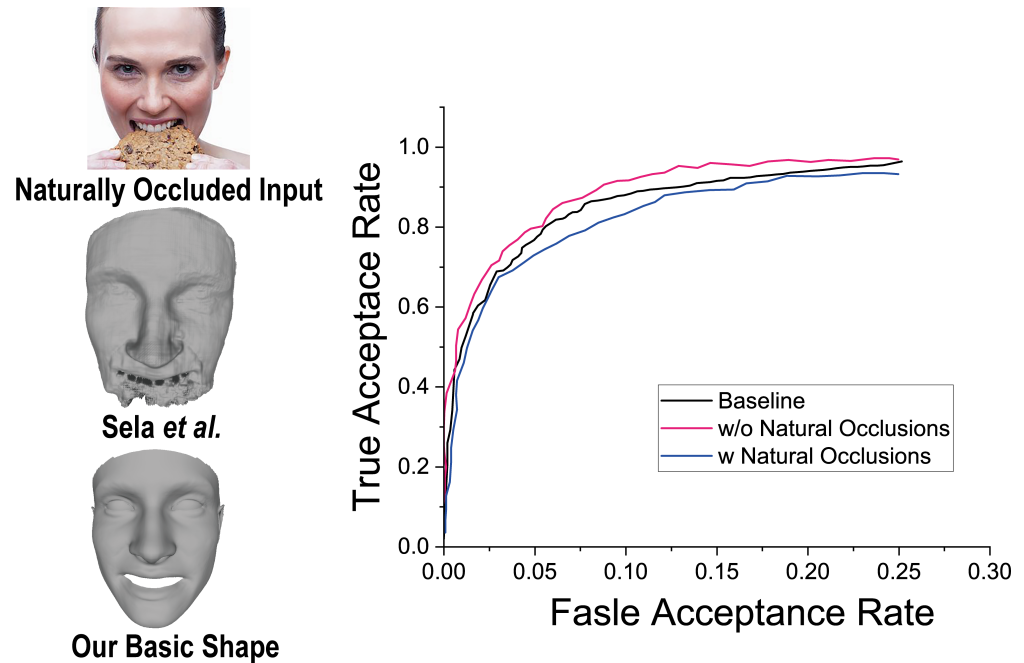 Naturally Occluded Input
Sela et al.
Our Basic Shape
True Acceptace Rate
1.0
0.8
0.6
0.4
0.2
0.0
0.00 0.05 0.10 0.15 0.20 0.25 0.30
Fasle Acceptance Rate
Baseline
w/o Natural Occlusions
w Natural Occlusions